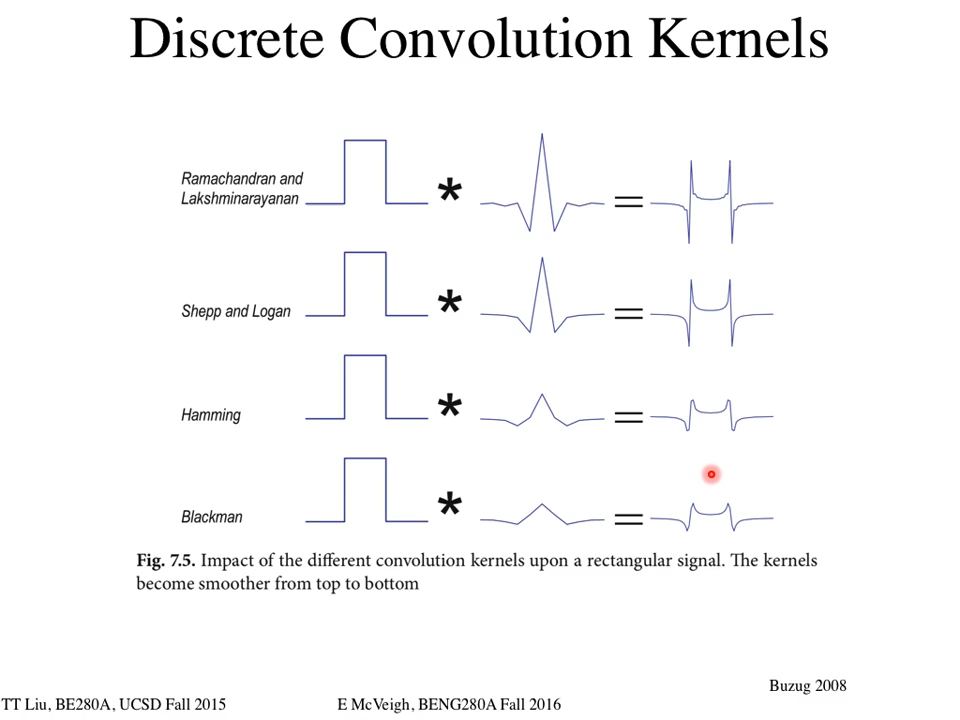 Discrete Convolution Kernels
Ramachandran and
Lakshminarayanan
*
=
Shepp and Logan
*
=
Hamming
*
=
Blackman
*
=
Fig. 7.5. Impact of the different convolution kernels upon a rectangular signal. The kernels
become smoother from top to bottom
Buzug 2008
TT Liu, BE280A, UCSD Fall 2015
E McVeigh, BENG280A Fall 2016